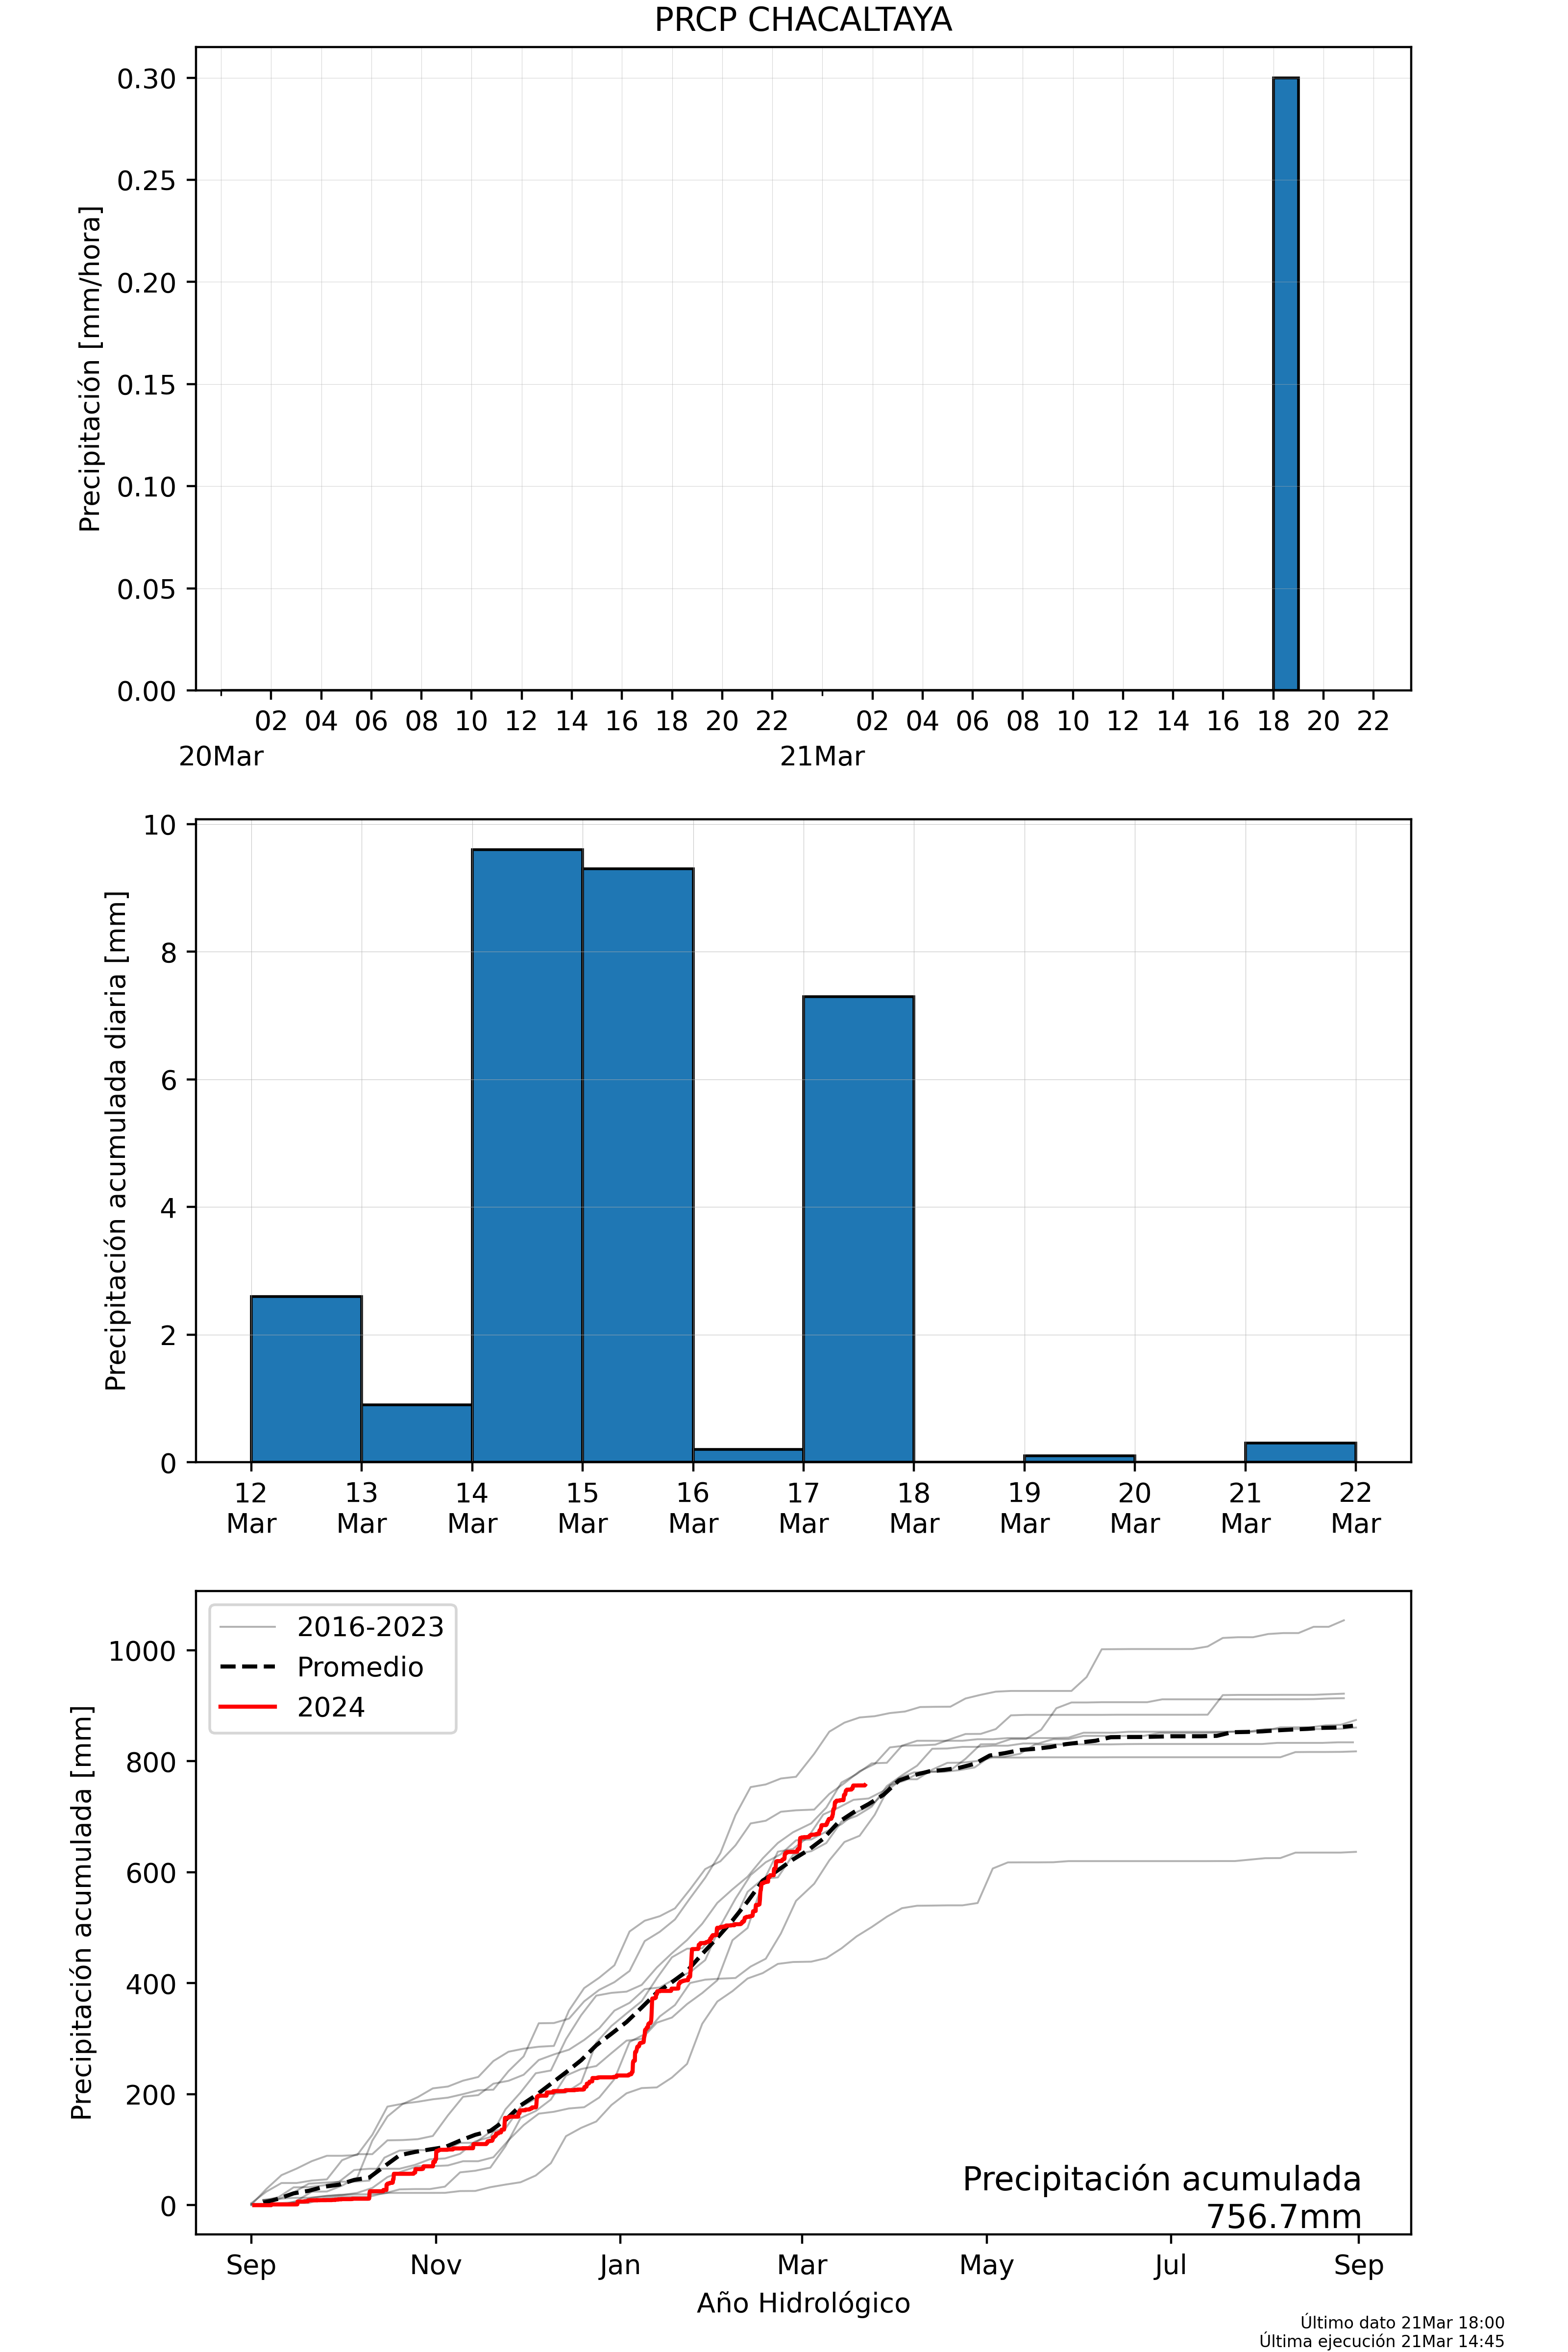 PRCP CHACALTAYA
Precipitación [mm/hora]
0.30
0.25
0.20
0.15
0.10
0.05
0.00
02 04 06 08 10 12 14 16 18 20 22 02 04 06 08 10 12 14 16 18 20 22
20Mar 21Mar
Precipitación acumulada diaria [mm]
10
8
6
4
2
0
12 13 14 15 16 17 18 19 20 21 22
Mar Mar Mar Mar Mar Mar Mar Mar Mar Mar Mar
Precipitación acumulada [mm]
1000
800
600
400
200
0
2016-2023
Promedio
2024
Precipitación acumulada
756.7mm
Sep Nov Jan Mar May Jul Sep
Año Hidrológico
Último dato 21Mar 18:00
Última ejecución 21Mar 14:45